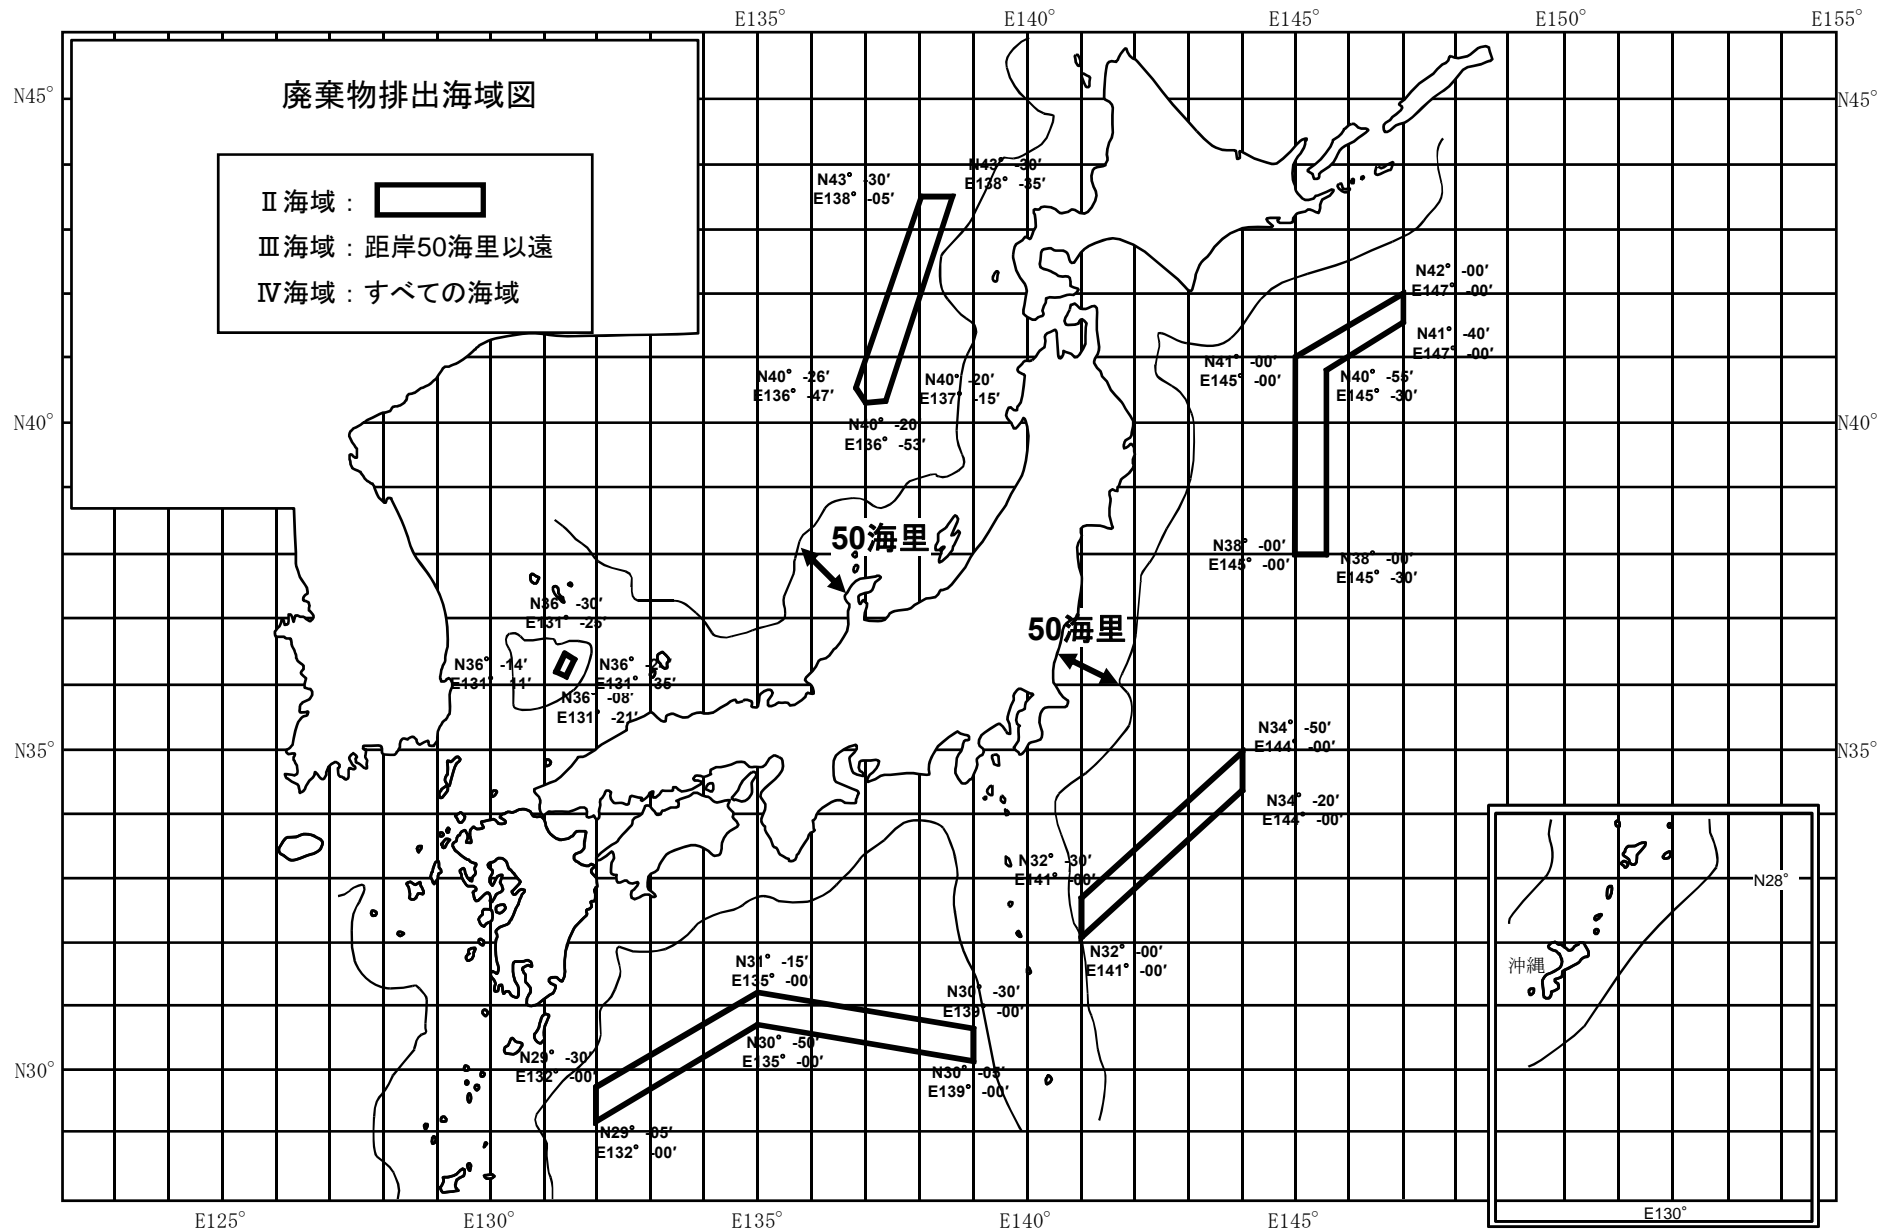 E135° E140° E145° E150° E155°
廃棄物排出海域図
N45° N45°
Ⅱ海域：
Ⅲ海域：距岸50海里以遠
Ⅳ海域：すべての海域
N43° -30′
E138° -05′
N43° -30′
E138° -35′
N42° -00′
E147° -00′
N41° -40′
E147° -00′
N41° -00′
E145° -00′
N40° -55′
E145° -30′
N40° -26′
E136° -47′
N40° -20′
E137° -15′
N40° -20′
E136° -53′
N40° N40°
50海里
N38° -00′
E145° -00′
N38° -00′
E145° -30′
N36° -30′
E131° -25′
50海里
N36° -14′
E131° -11′
N36° -2
E131° -35′
N36° -08′
E131° -21′
N34° -50′
E144° -00′
N35° N35°
N34° -20′
E144° -00′
N32° -30′
E141° -00′
N28°
N32° -00′
E141° -00′
N31° -15′
E135° -00′
沖縄
N30° -30′
E139° -00′
N30° -50′
E135° -00′
N29° -30′
E132° -00′
N30° N30°
N30° -05′
E139° -00′
N29° -05′
E132° -00′
E130°
E125° E130° E135° E140° E145°